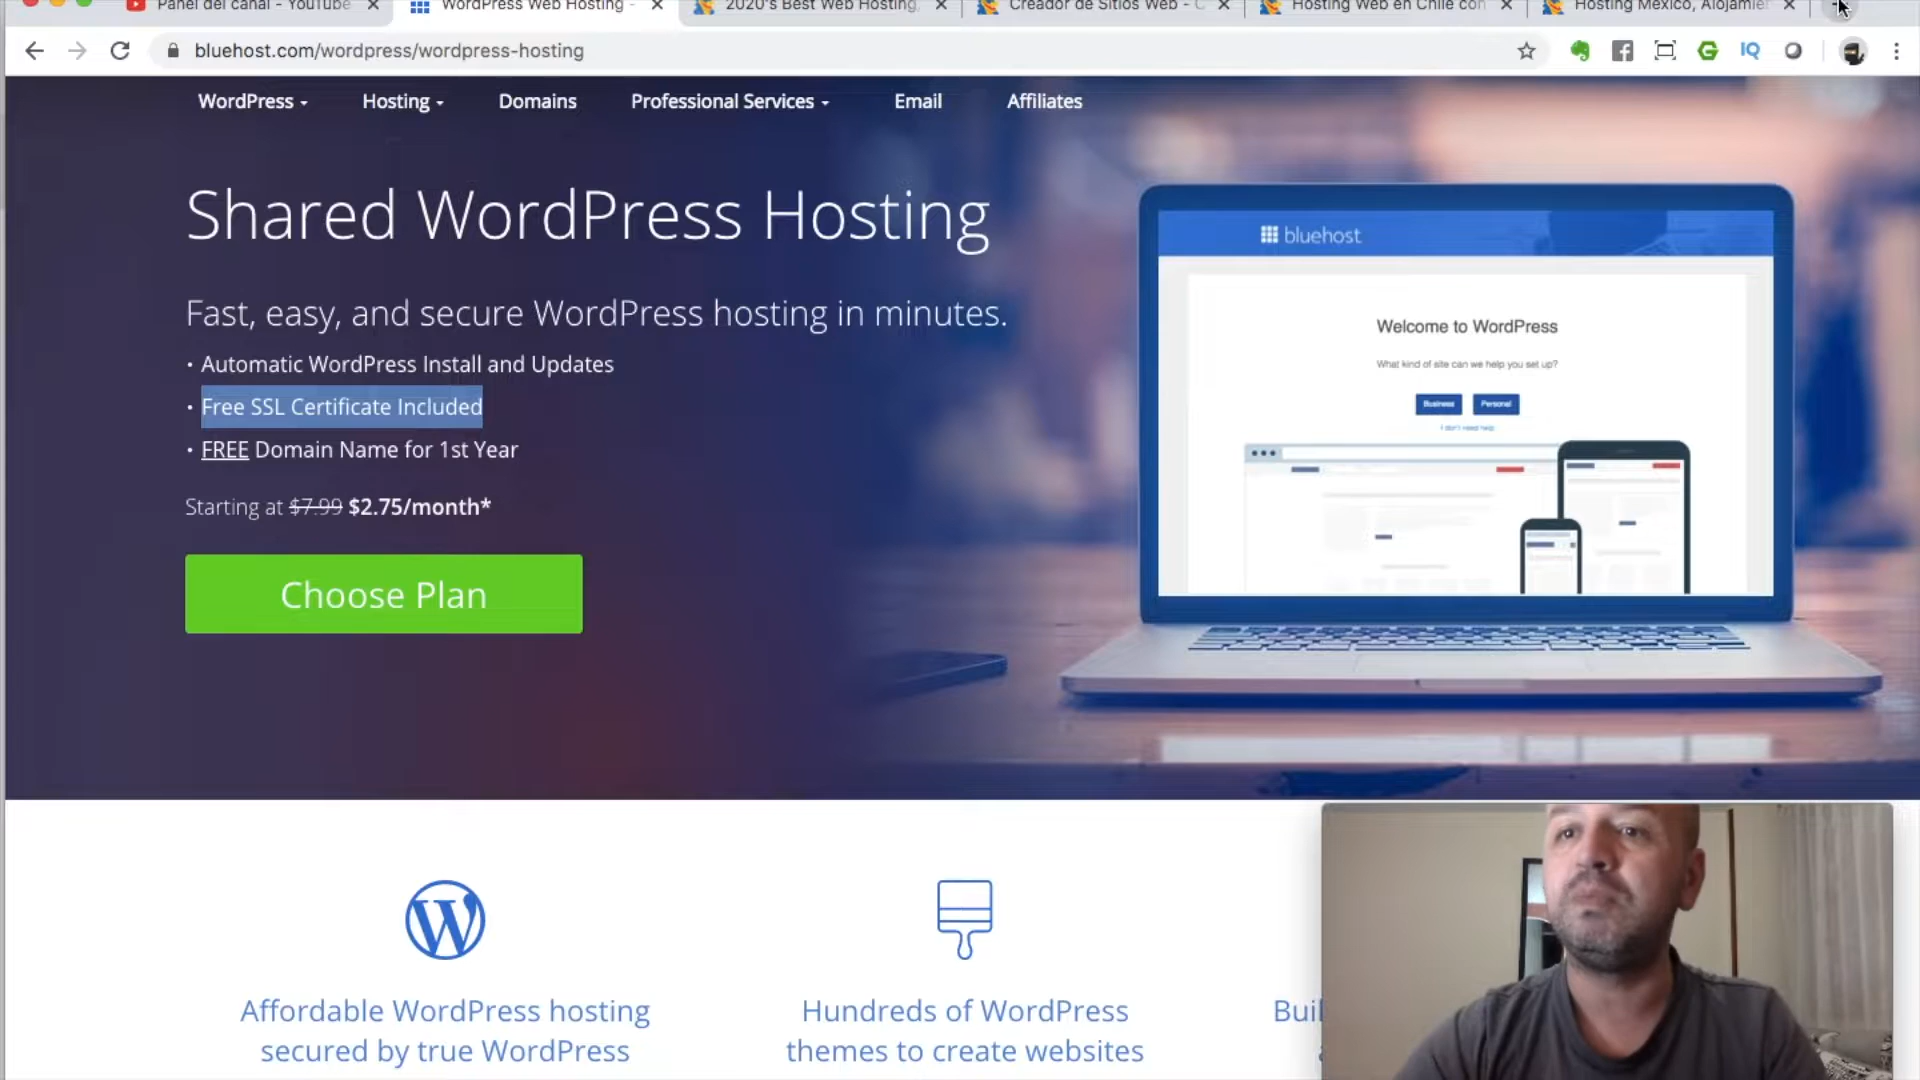 Panel del canal - YouTube
WordPress Web Hosting -
2020's Best Web Hosting
Creador de Sitios Web - C
Hosting Web en Chile con
Hosting México, Alojamie
bluehost.com/wordpress/wordpress-hosting
WordPress
Hosting
Domains
Professional Services
Email
Affiliates
Shared WordPress Hosting
Fast, easy, and secure WordPress hosting in minutes.
• Automatic WordPress Install and Updates
• Free SSL Certificate Included
• FREE Domain Name for 1st Year
Starting at $7.99 $2.75/month*
Choose Plan
bluehost
Welcome to WordPress
What kind of site can we help you set up?
Business
Personal
I don't need help
Affordable WordPress hosting
secured by true WordPress
Hundreds of WordPress
themes to create websites
Buil